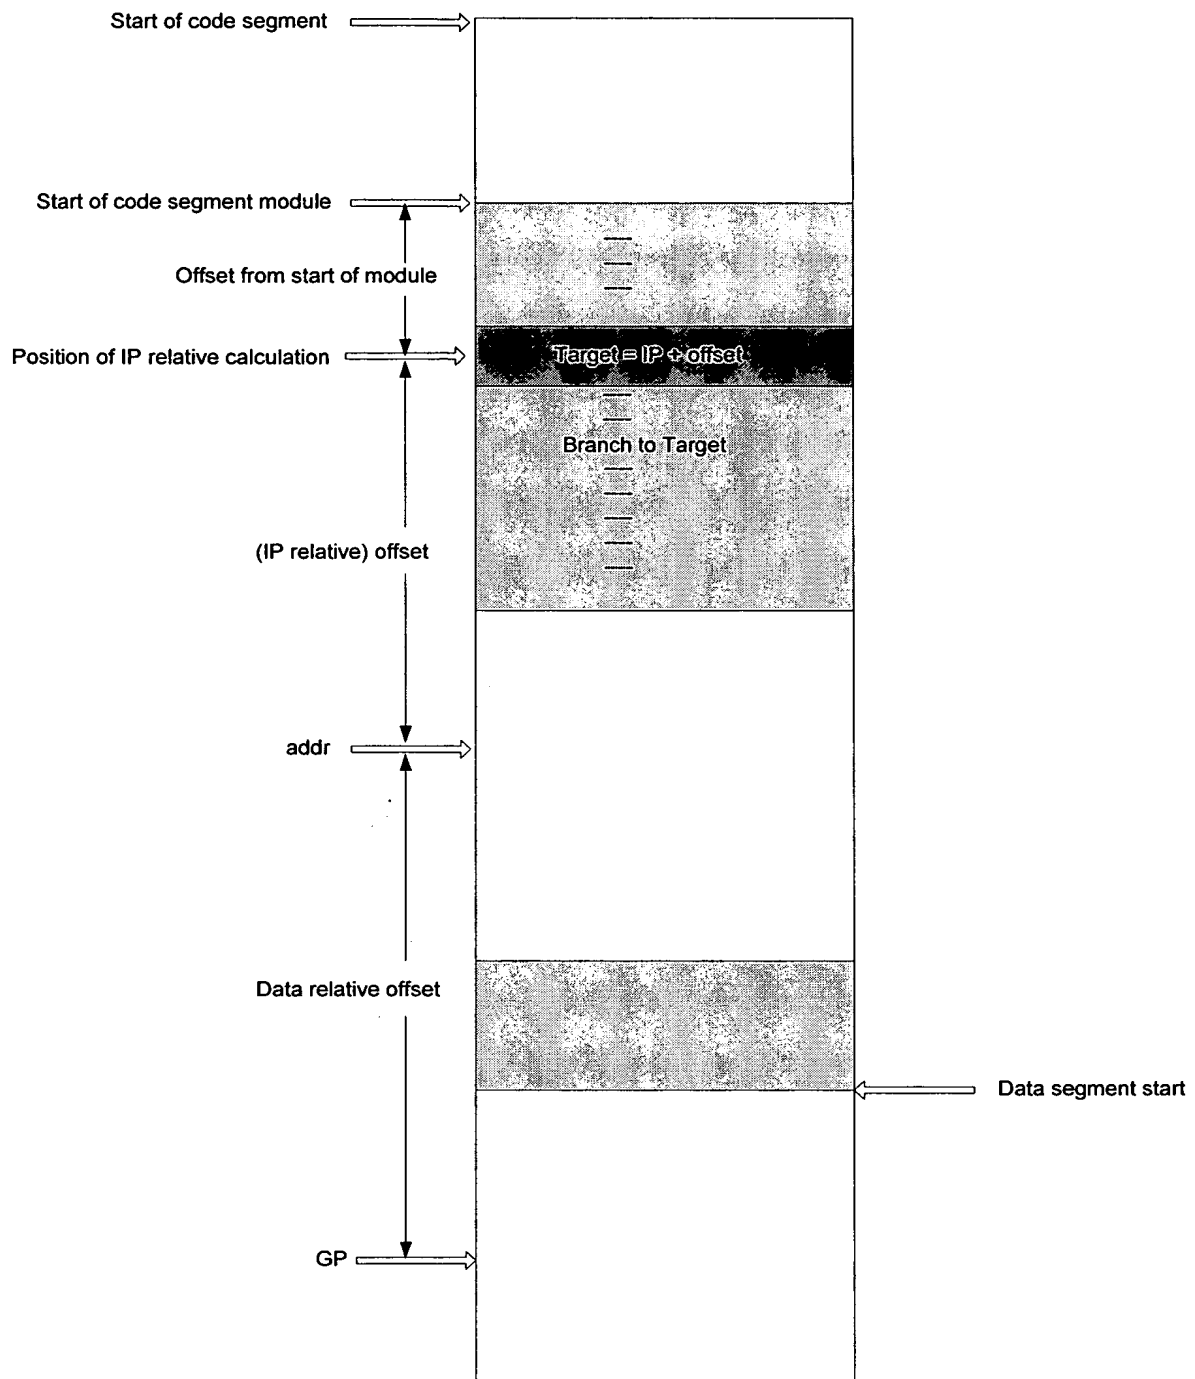 Start of code segment
Start of code segment module
Offset from start of module
Position of IP relative calculation
Target = IP + offset
Branch to Target
(IP relative) offset
addr
Data relative offset
Data segment start
GP